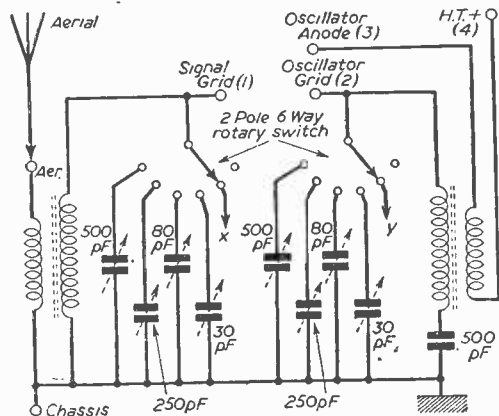 Aerial
Oscillator
Anode (3)
H.T.+
(4)
Signal
Grid (1)
Oscillator
Grid (2)
2 Pole 6 Way
rotary switch
Aer.
x
y
500
pF
80
pF
500
pF
80
pF
30
pF
30
pF
500
pF
250pF
250pF
Chassis